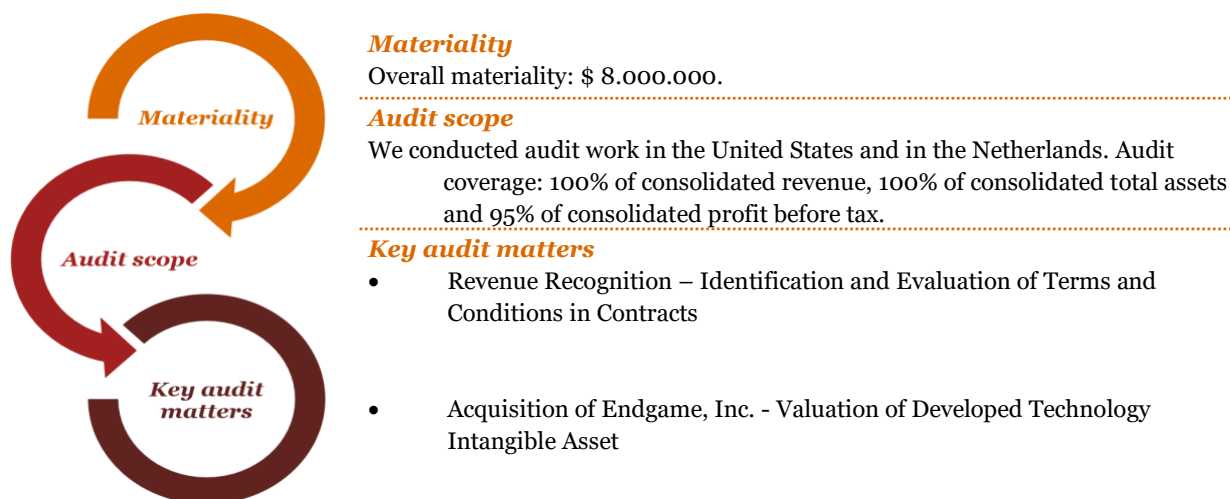 Materiality
Audit scope
Key audit
matters
Materiality
Overall materiality: $ 8.000.000.
Audit scope
We conducted audit work in the United States and in the Netherlands. Audit
coverage: 100% of consolidated revenue, 100% of consolidated total assets
and 95% of consolidated profit before tax.
Key audit matters
• Revenue Recognition – Identification and Evaluation of Terms and
Conditions in Contracts
• Acquisition of Endgame, Inc. - Valuation of Developed Technology
Intangible Asset